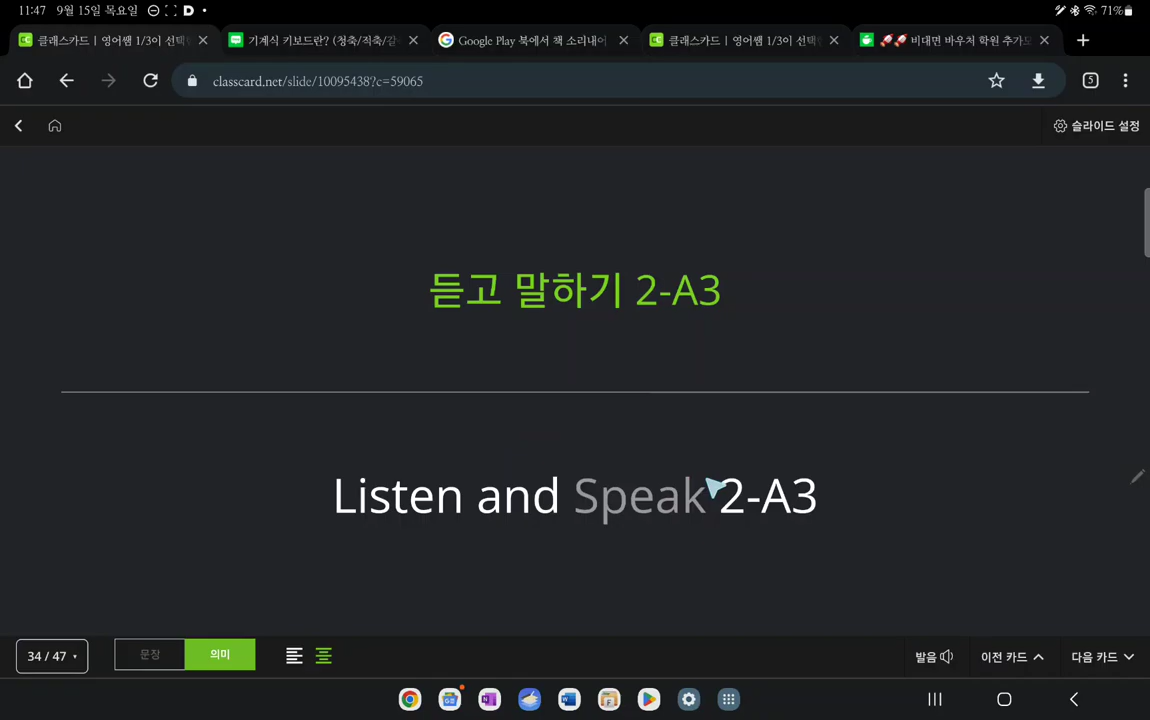 11:47 9월 15일 목요일 71%
클래스카드 | 영어쌤 1/3이 선택
기계식 키보드란? (청축/적축/갈
Google Play 북에서 책 소리내어
클래스카드 | 영어쌤 1/3이 선택
비대면 바우처 학원 추가모
classcard.net/slide/10095438?c=59065
5
슬라이드 설정
듣고 말하기 2-A3
Listen and Speak 2-A3
34 / 47
문장 의미
발음 이전 카드 다음 카드